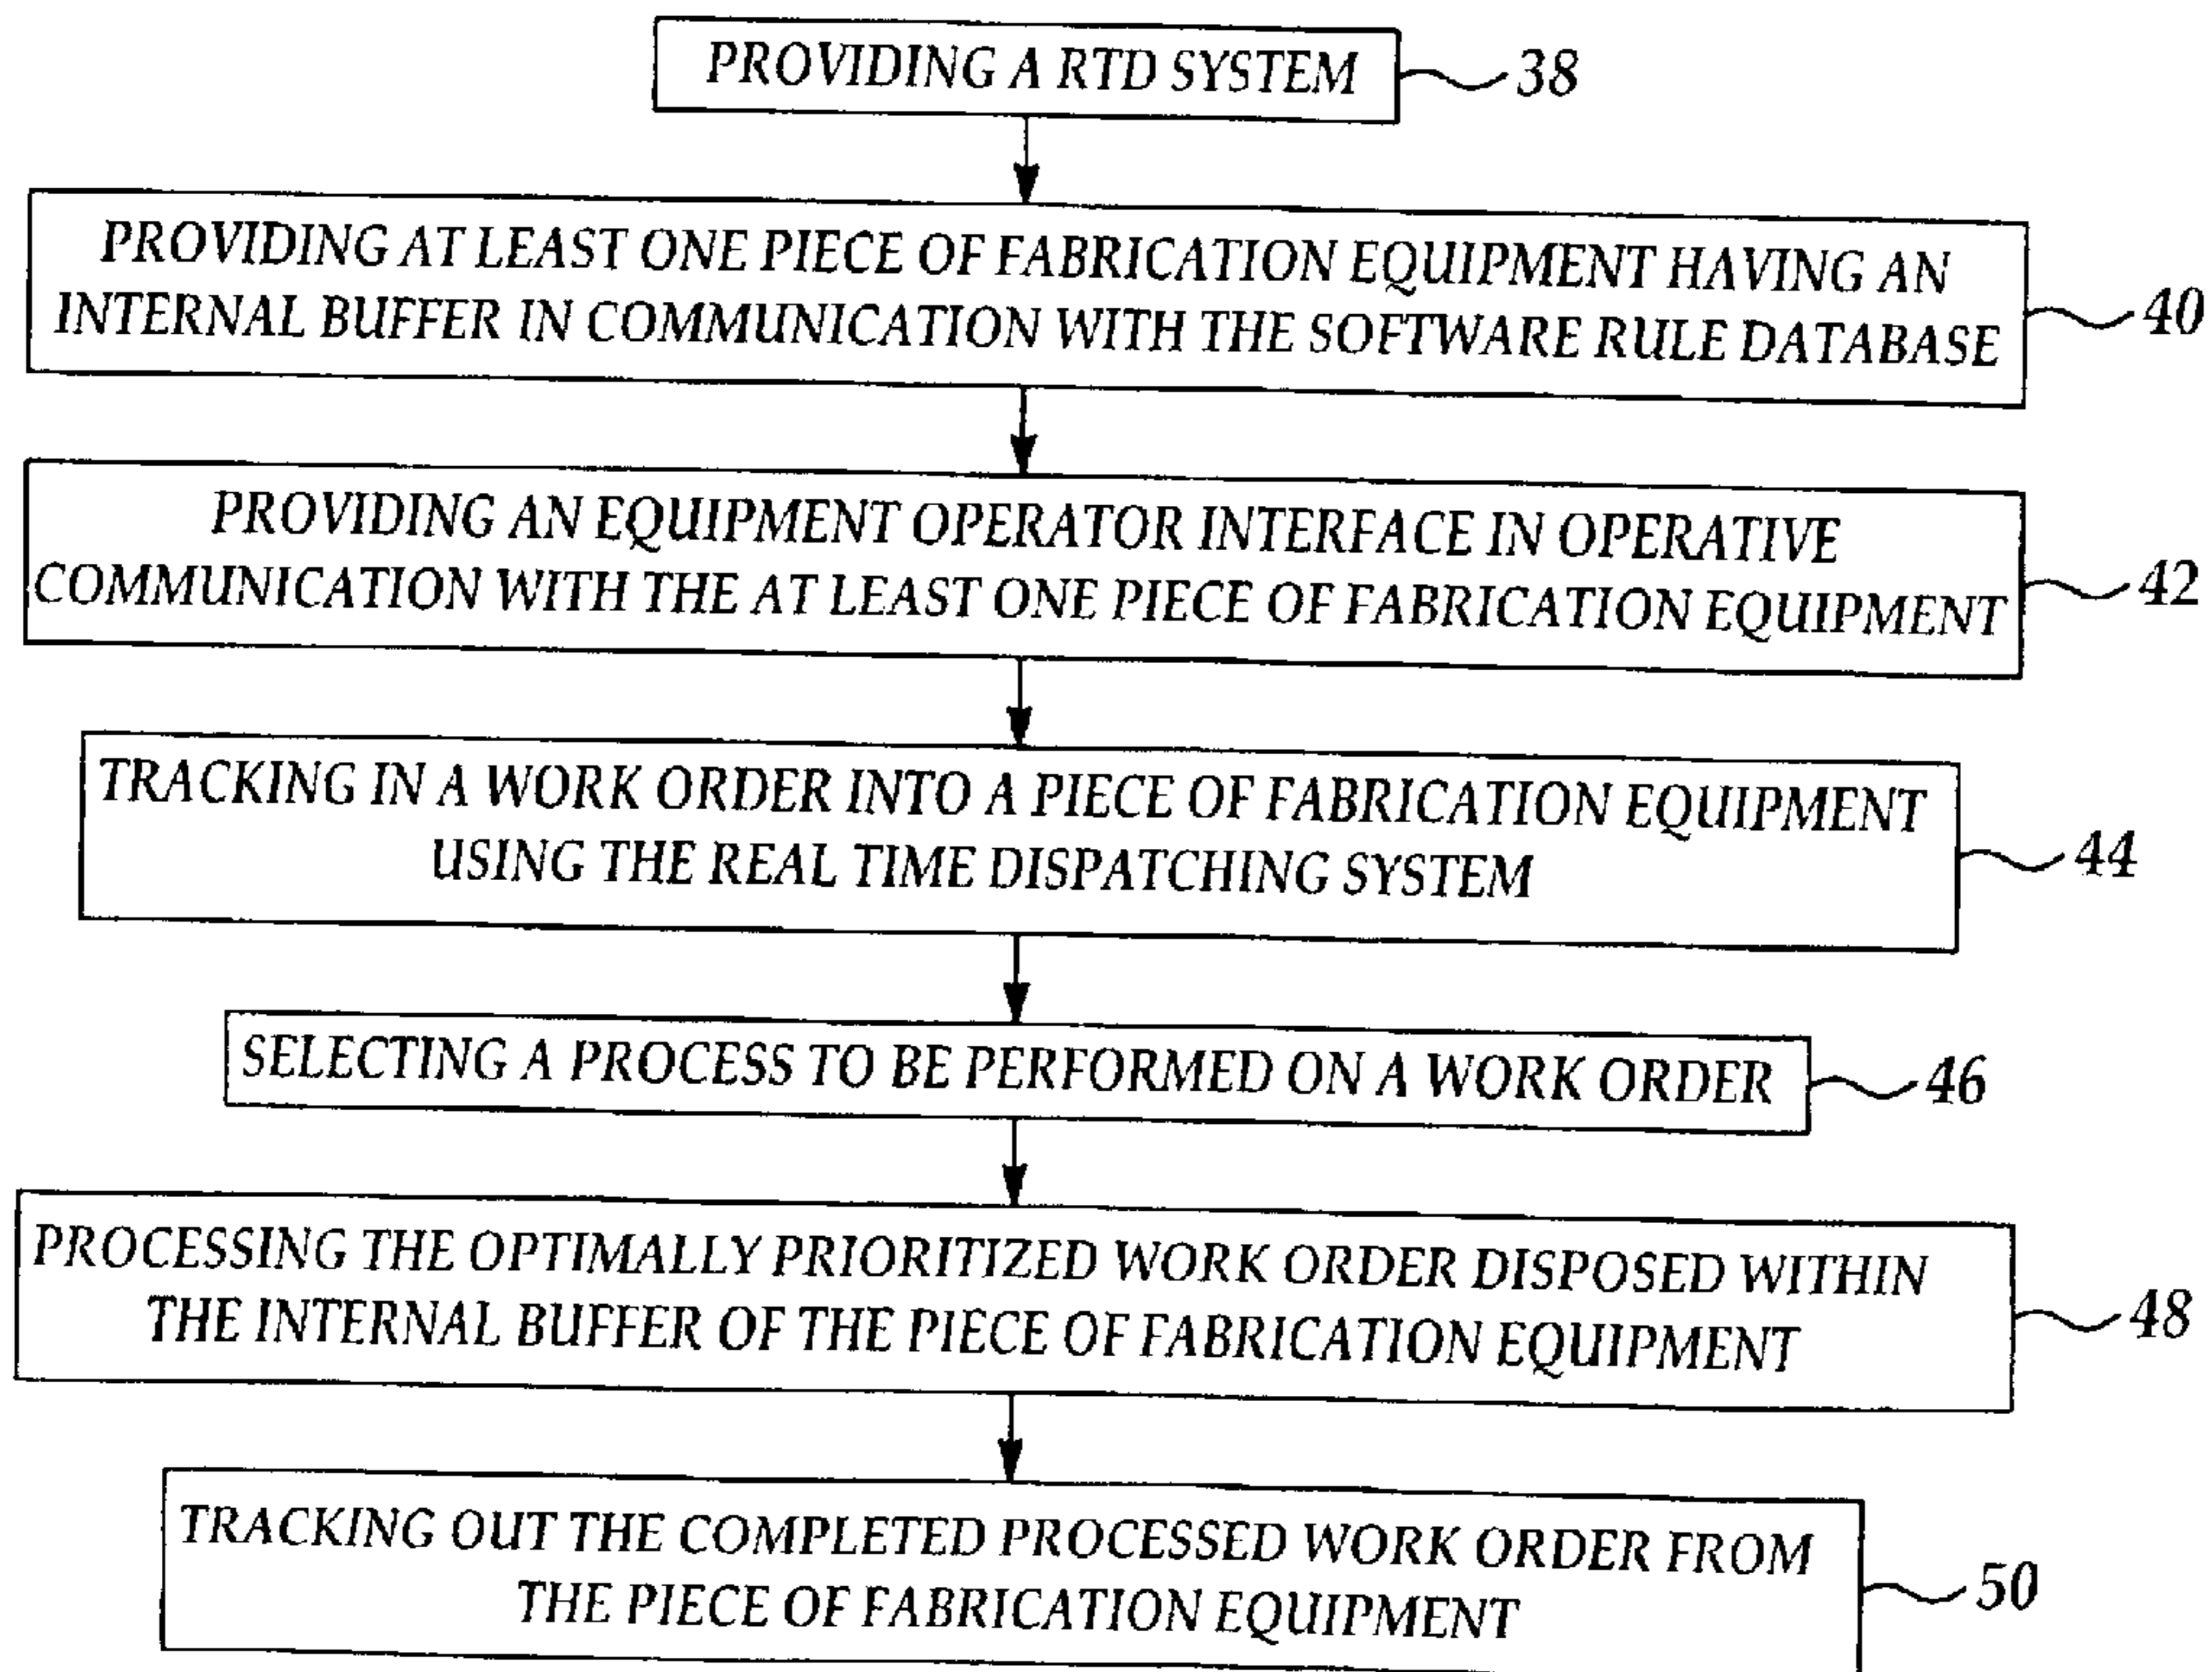 PROVIDING A RTD SYSTEM
38
PROVIDING AT LEAST ONE PIECE OF FABRICATION EQUIPMENT HAVING AN
INTERNAL BUFFER IN COMMUNICATION WITH THE SOFTWARE RULE DATABASE
40
PROVIDING AN EQUIPMENT OPERATOR INTERFACE IN OPERATIVE
COMMUNICATION WITH THE AT LEAST ONE PIECE OF FABRICATION EQUIPMENT
42
TRACKING IN A WORK ORDER INTO A PIECE OF FABRICATION EQUIPMENT
USING THE REAL TIME DISPATCHING SYSTEM
44
SELECTING A PROCESS TO BE PERFORMED ON A WORK ORDER
46
PROCESSING THE OPTIMALLY PRIORITIZED WORK ORDER DISPOSED WITHIN
THE INTERNAL BUFFER OF THE PIECE OF FABRICATION EQUIPMENT
48
TRACKING OUT THE COMPLETED PROCESSED WORK ORDER FROM
THE PIECE OF FABRICATION EQUIPMENT
50